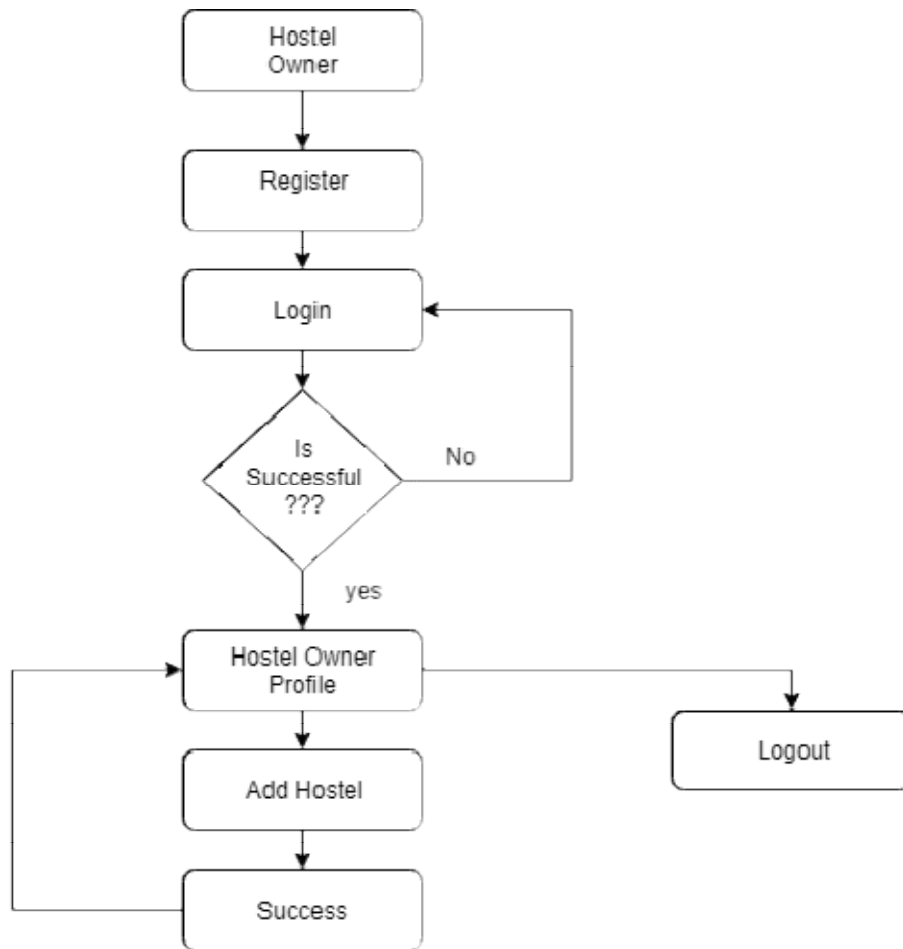 Hostel
Owner
Register
Login
Is
Successful
???
No
yes
Hostel Owner
Profile
Logout
Add Hostel
Success